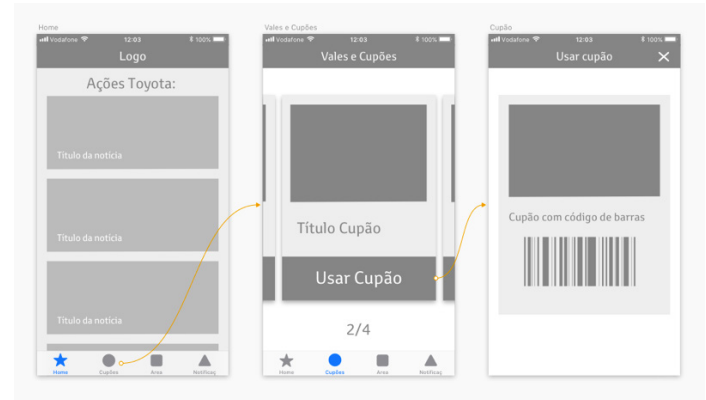 Home
Vodafone 12:03 100%
Logo
Ações Toyota:
Título da notícia
Título da notícia
Título da notícia
Home Cupões Area Notificaç
Vales e Cupões
Vodafone 12:03 100%
Vales e Cupões
Título Cupão
Usar Cupão
2/4
Home Cupões Area Notificaç
Cupão
Vodafone 12:03 100%
Usar cupão
Cupão com código de barras